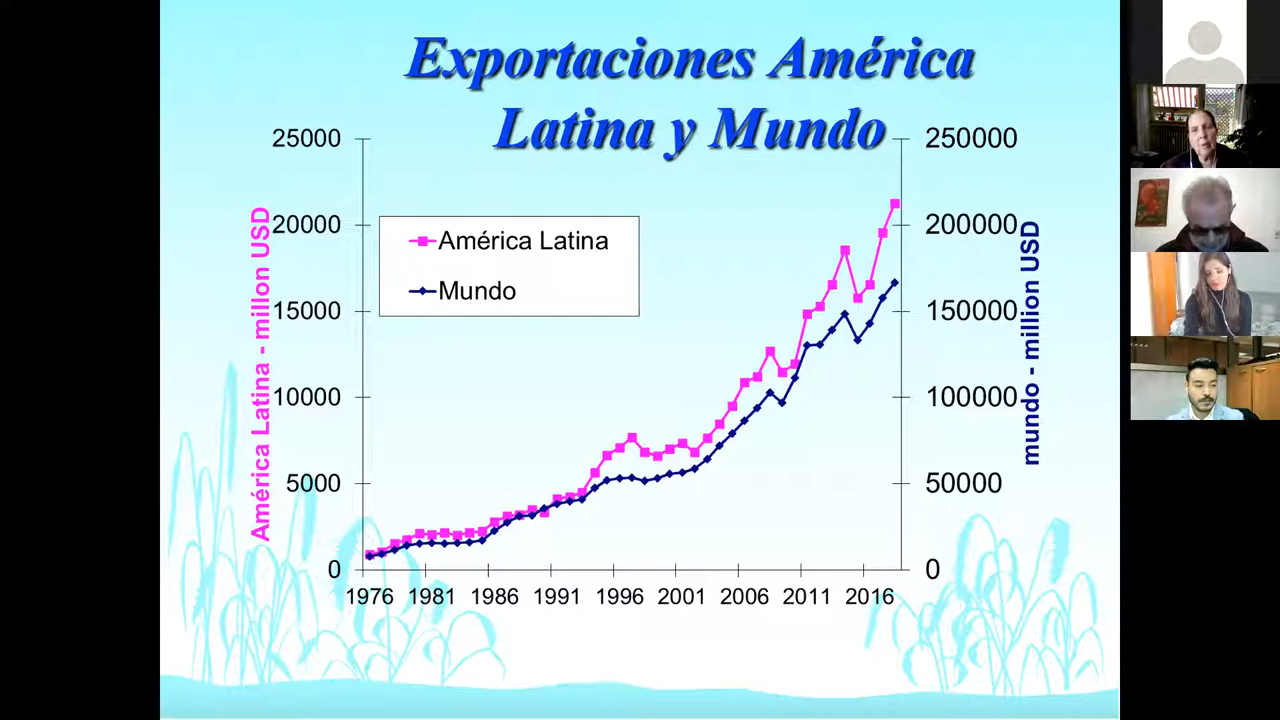 Exportaciones América
Latina y Mundo
25000
20000
15000
10000
5000
0
América Latina - millon USD
América Latina
Mundo
250000
200000
150000
100000
50000
0
mundo - million USD
1976 1981 1986 1991 1996 2001 2006 2011 2016